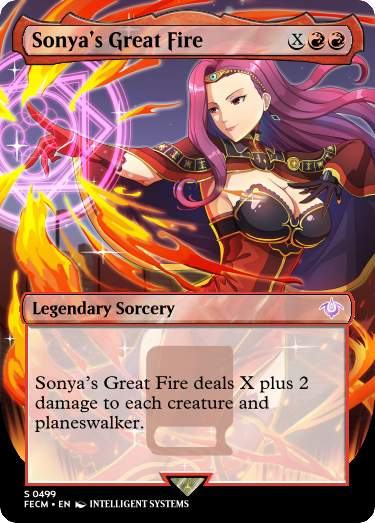 Sonya's Great Fire X
Legendary Sorcery
Sonya's Great Fire deals X plus 2
damage to each creature and
planeswalker.
S 0499
FECM • EN INTELLIGENT SYSTEMS